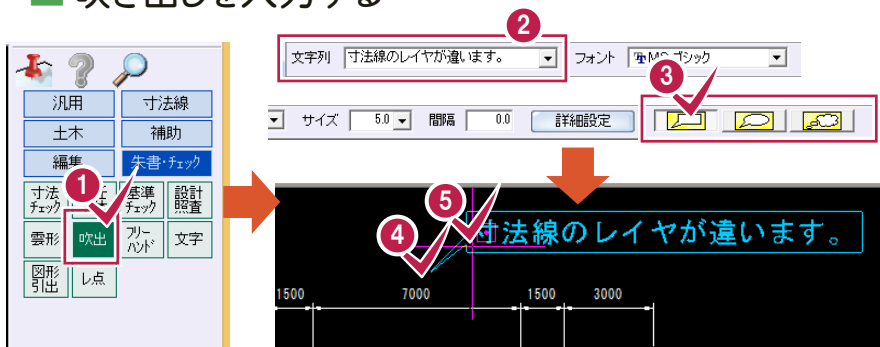 ■ 吹き出しを入力する
汎用 寸法線
土木 補助
編集 朱書・チェック
寸法チェック 基準チェック 設計照査
雲形 吹出 フリーハンド 文字
図形引出 レ点
1
2
文字列 寸法線のレイヤが違います。 フォント MS ゴシック
3
サイズ 5.0 間隔 0.0 詳細設定
5
4
寸法線のレイヤが違います。
1500 7000 1500 3000